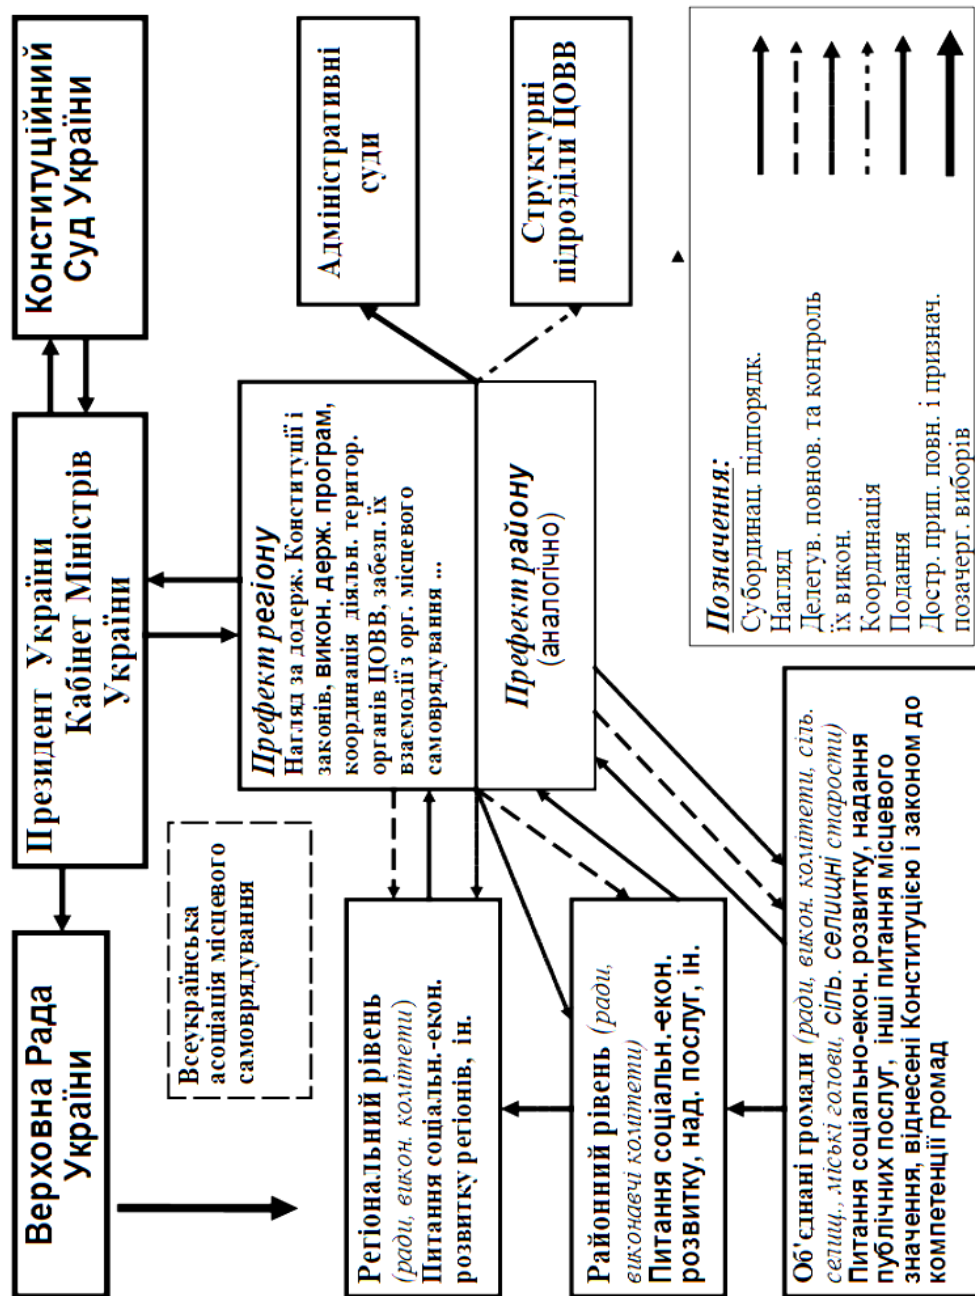 Верховна Рада
України
Президент України
Кабінет Міністрів
України
Конституційний
Суд України
Всеукраїнська
асоціація місцевого
самоврядування
Префект регіону
Нагляд за додерж. Конституції і
законів, викон. держ. програм,
координація діяльн. територ.
органів ЦОВВ, забезп. їх
взаємодії з орг. місцевого
самоврядування ...
Префект району
(аналогічно)
Адміністративні
суди
Структурні
підрозділи ЦОВВ
Регіональний рівень
(ради, викон. комітети)
Питання соціальн.-екон.
розвитку регіонів, ін.
Районний рівень (ради,
виконавчі комітети)
Питання соціальн.-екон.
розвитку, над. послуг, ін.
Об'єднані громади (ради, викон. комітети, сіль.
селищ., міські голови, сіль. селищні старости)
Питання соціально-екон. розвитку, надання
публічних послуг, інші питання місцевого
значення, віднесені Конституцією і законом до
компетенції громад
Позначення:
Субординац. підпорядк.
Нагляд
Делегув. повнов. та контроль
їх викон.
Координація
Подання
Достр. прип. повн. і признач.
позачерг. виборів